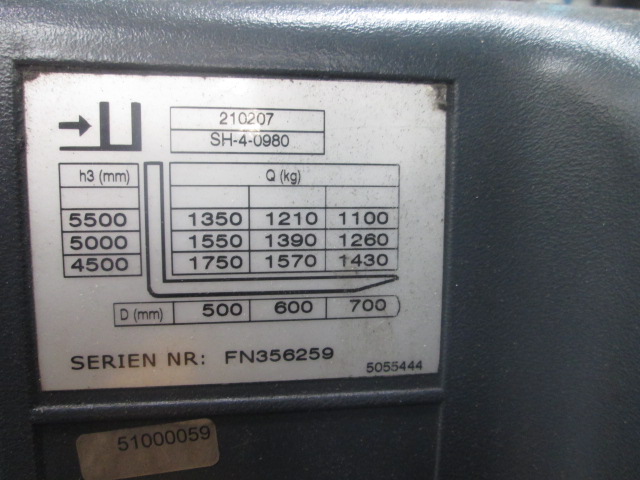 210207
SH-4-0980
h3 (mm) Q (kg)
5500 1350 1210 1100
5000 1550 1390 1260
4500 1750 1570 1430
D (mm) 500 600 700
SERIEN NR: FN356259
5055444
51000059